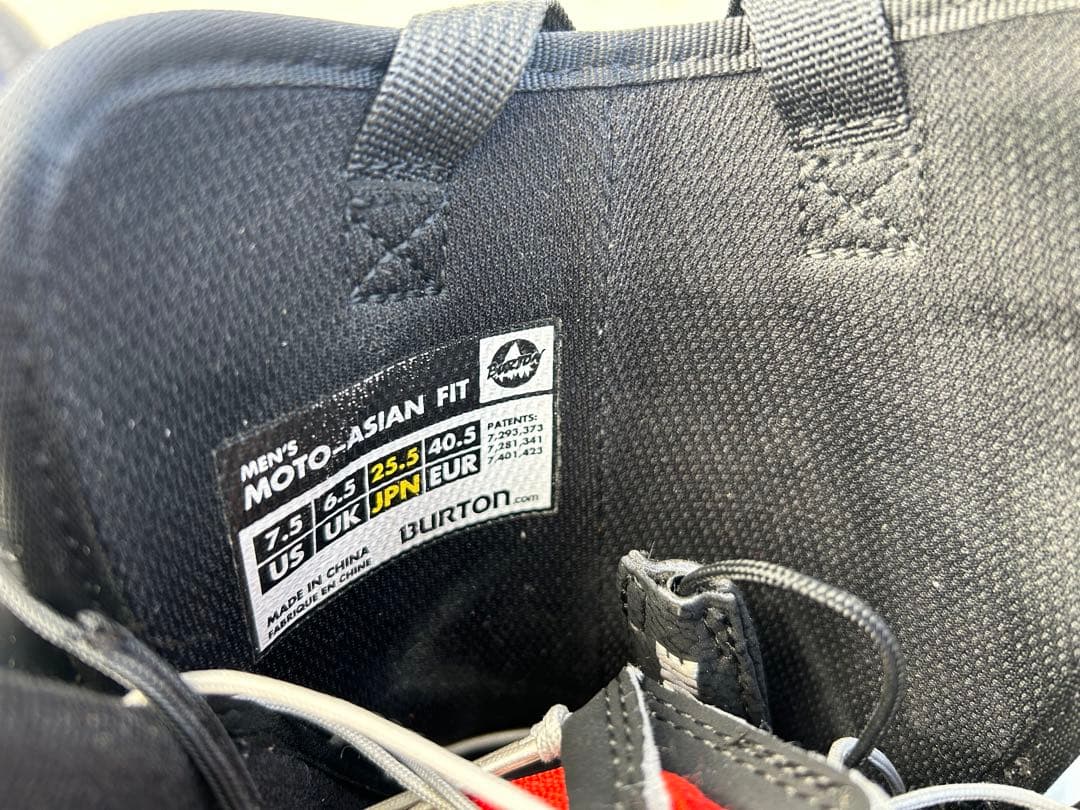 MEN'S
MOTO-ASIAN FIT
BURTON
7.5 6.5 25.5 40.5
US UK JPN EUR
PATENTS:
7,293,373
7,281,341
7,401,423
MADE IN CHINA
FABRIQUE EN CHINE
BURTON.com